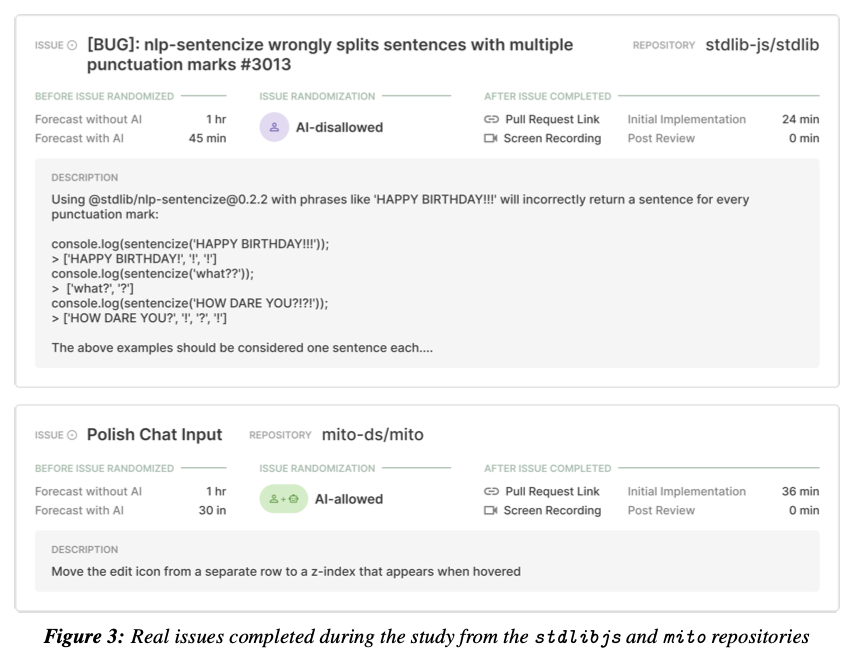 ISSUE [BUG]: nlp-sentencize wrongly splits sentences with multiple REPOSITORY stdlib-js/stdlib
punctuation marks #3013
BEFORE ISSUE RANDOMIZED ISSUE RANDOMIZATION AFTER ISSUE COMPLETED
Forecast without AI 1 hr AI-disallowed Pull Request Link Initial Implementation 24 min
Forecast with AI 45 min Screen Recording Post Review 0 min
DESCRIPTION
Using @stdlib/nlp-sentencize@0.2.2 with phrases like 'HAPPY BIRTHDAY!!!' will incorrectly return a sentence for every
punctuation mark:
console.log(sentencize('HAPPY BIRTHDAY!!!'));
> ['HAPPY BIRTHDAY!', '!', '!']
console.log(sentencize('what??'));
> ['what?', '?']
console.log(sentencize('HOW DARE YOU?!?!'));
> ['HOW DARE YOU?', '!', '?', '!']
The above examples should be considered one sentence each....
ISSUE Polish Chat Input REPOSITORY mito-ds/mito
BEFORE ISSUE RANDOMIZED ISSUE RANDOMIZATION AFTER ISSUE COMPLETED
Forecast without AI 1 hr AI-allowed Pull Request Link Initial Implementation 36 min
Forecast with AI 30 in Screen Recording Post Review 0 min
DESCRIPTION
Move the edit icon from a separate row to a z-index that appears when hovered
Figure 3: Real issues completed during the study from the stdlibjs and mito repositories